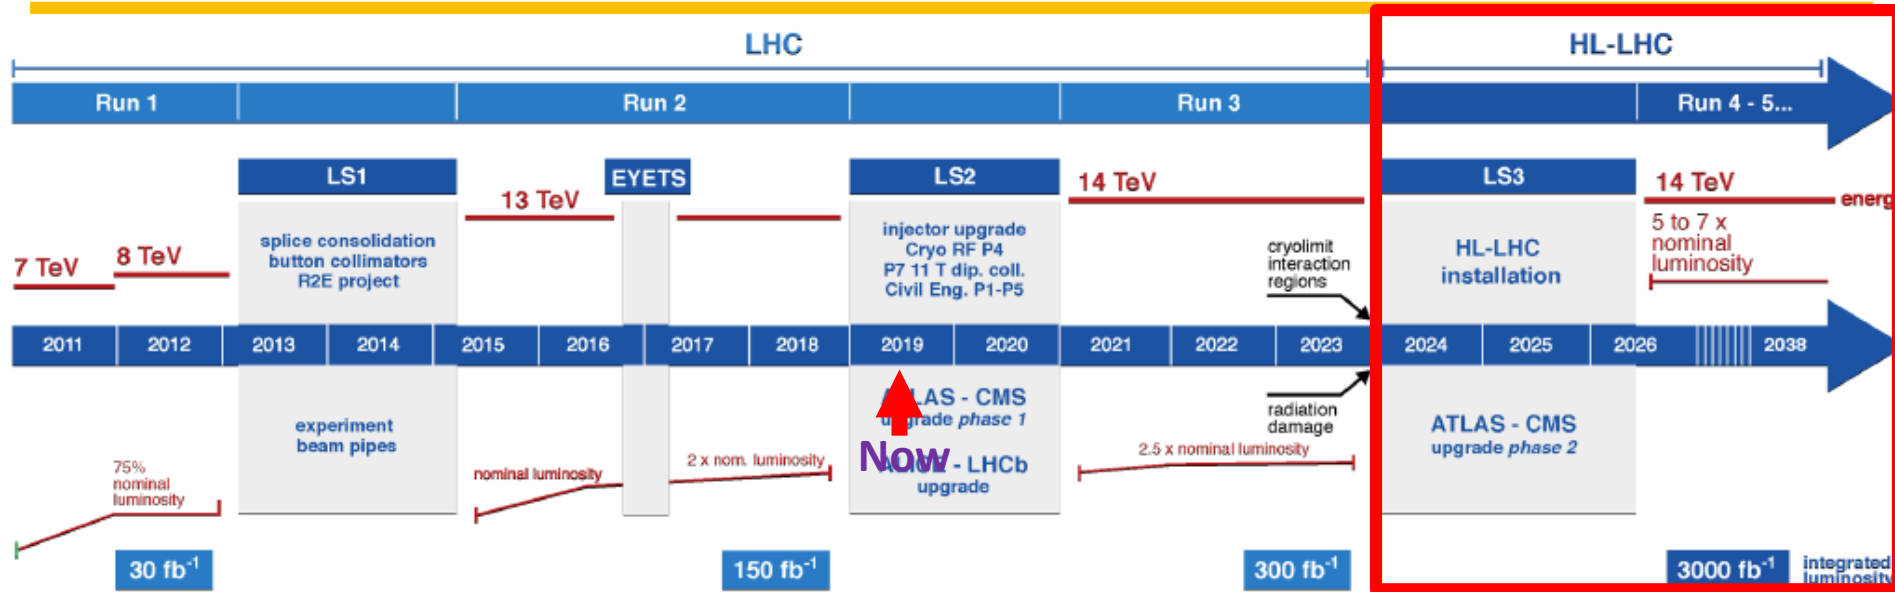 LHC
HL-LHC
Run 1
Run 2
Run 3
Run 4 - 5...
LS1
EYETS
LS2
LS3
13 TeV
14 TeV
14 TeV
energ
7 TeV
8 TeV
splice consolidation
button collimators
R2E project
injector upgrade
Cryo RF P4
P7 11 T dip. coll.
Civil Eng. P1-P5
cryolimit
interaction
regions
HL-LHC
installation
5 to 7 x
nominal
luminosity
2011 2012 2013 2014 2015 2016 2017 2018 2019 2020 2021 2022 2023 2024 2025 2026 2038
experiment
beam pipes
ATLAS - CMS
upgrade phase 1
Now
- LHCb
upgrade
radiation
damage
ATLAS - CMS
upgrade phase 2
75%
nominal
luminosity
nominal luminosity
2 x nom. luminosity
2.5 x nominal luminosity
30 fb-1
150 fb-1
300 fb-1
3000 fb-1
integrated
luminosity